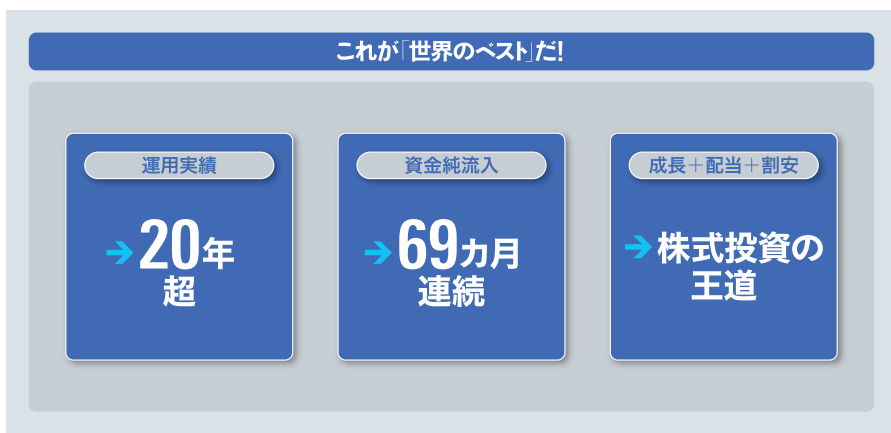 これが「世界のベスト」だ!
運用実績
20年
超
資金純流入
69カ月
連続
成長+配当+割安
株式投資の
王道